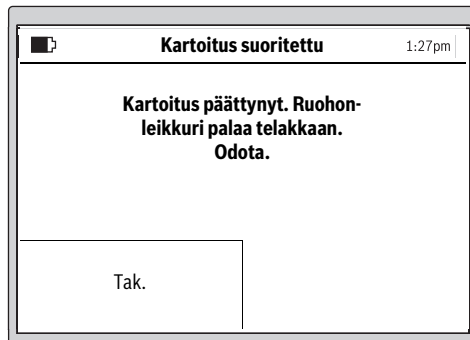 Kartoitus suoritettu 1:27pm
Kartoitus päättynyt. Ruohon-
leikkuri palaa telakkaan.
Odota.
Tak.